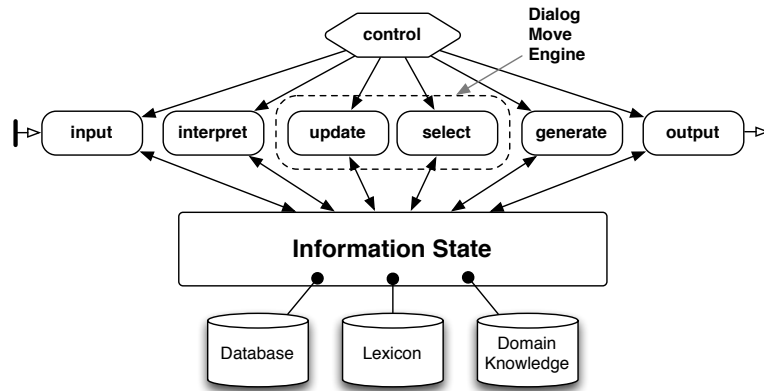 Dialog
Move
Engine
control
input
interpret
update
select
generate
output
Information State
Database
Lexicon
Domain
Knowledge